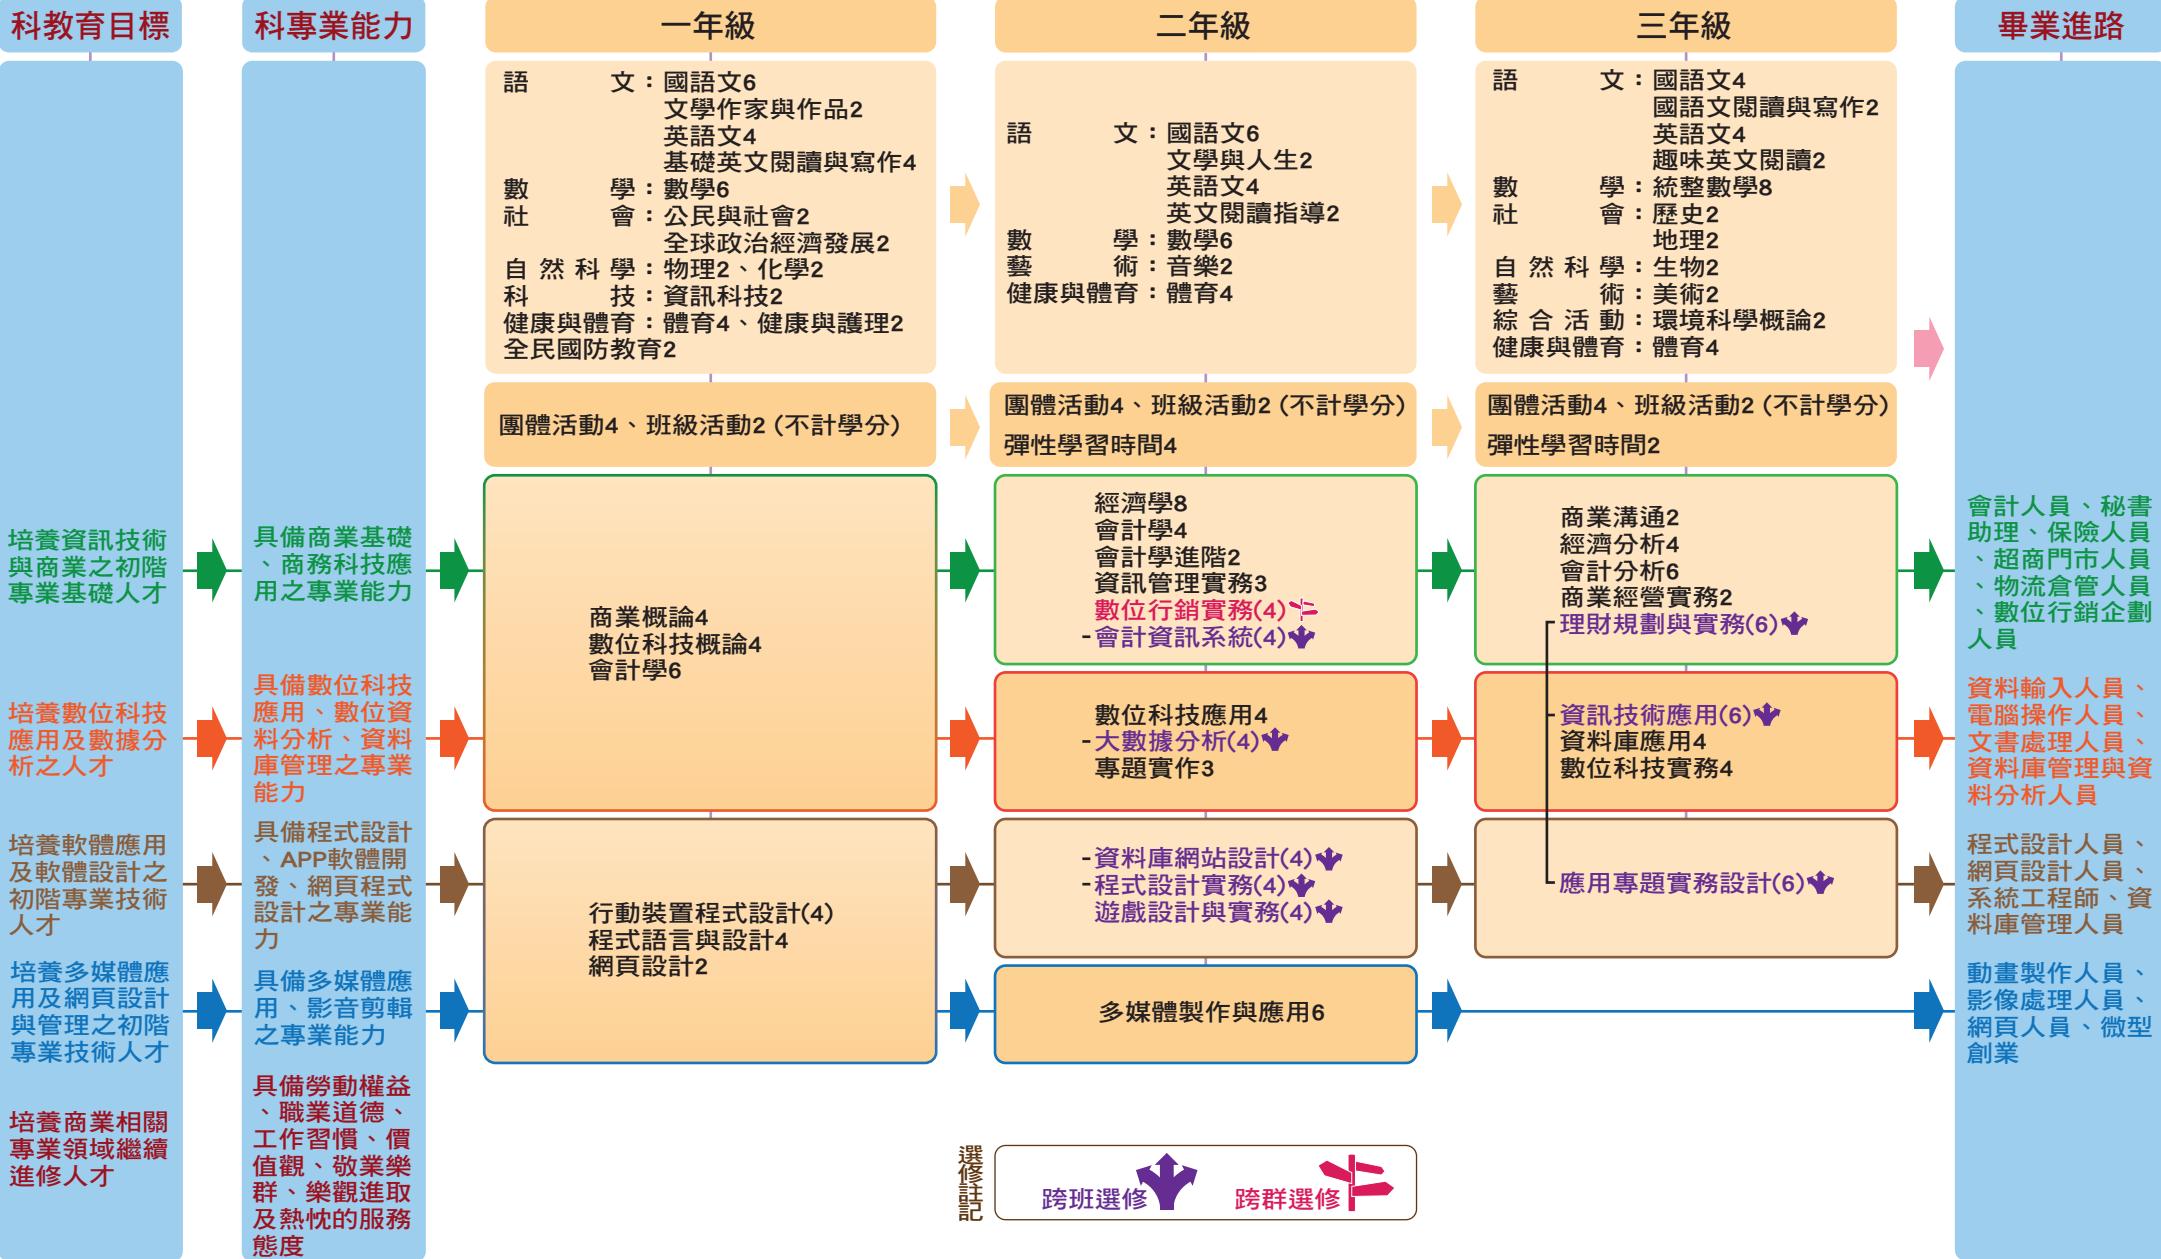 科教育目標
培養資訊技術
與商業之初階
專業基礎人才
培養數位科技
應用及數據分
析之人才
培養軟體應用
及軟體設計之
初階專業技術
人才
培養多媒體應
用及網頁設計
與管理之初階
專業技術人才
培養商業相關
專業領域繼續
進修人才
科專業能力
具備商業基礎
、商務科技應
用之專業能力
具備數位科技
應用、數位資
料分析、資料
庫管理之專業
能力
具備程式設計
、APP軟體開
發、網頁程式
設計之專業能
力
具備多媒體應
用、影音剪輯
之專業能力
具備勞動權益
、職業道德、
工作習慣、價
值觀、敬業樂
群、樂觀進取
及熱忱的服務
態度
一年級
語文：國語文6
文學作家與作品2
英語文4
基礎英文閱讀與寫作4
數學：數學6
社會：公民與社會2
全球政治經濟發展2
自然科學：物理2、化學2
科技：資訊科技2
健康與體育：體育4、健康與護理2
全民國防教育2
團體活動4、班級活動2 (不計學分)
商業概論4
數位科技概論4
會計學6
行動裝置程式設計(4)
程式語言與設計4
網頁設計2
二年級
語文：國語文6
文學與人生2
英語文4
英文閱讀指導2
數學：數學6
藝術：音樂2
健康與體育：體育4
團體活動4、班級活動2 (不計學分)
彈性學習時間4
經濟學8
會計學4
會計學進階2
資訊管理實務3
數位行銷實務(4)
-會計資訊系統(4)
數位科技應用4
-大數據分析(4)
專題實作3
-資料庫網站設計(4)
-程式設計實務(4)
遊戲設計與實務(4)
多媒體製作與應用6
三年級
語文：國語文4
國語文閱讀與寫作2
英語文4
趣味英文閱讀2
數學：統整數學8
社會：歷史2
地理2
自然科學：生物2
藝術：美術2
綜合活動：環境科學概論2
健康與體育：體育4
團體活動4、班級活動2 (不計學分)
彈性學習時間2
商業溝通2
經濟分析4
會計分析6
商業經營實務2
理財規劃與實務(6)
資訊技術應用(6)
資料庫應用4
數位科技實務4
應用專題實務設計(6)
畢業進路
會計人員、秘書
助理、保險人員
、超商門市人員
、物流倉管人員
、數位行銷企劃
人員
資料輸入人員、
電腦操作人員、
文書處理人員、
資料庫管理與資
料分析人員
程式設計人員、
網頁設計人員、
系統工程師、資
料庫管理人員
動畫製作人員、
影像處理人員、
網頁人員、微型
創業
選修註記
跨班選修
跨群選修